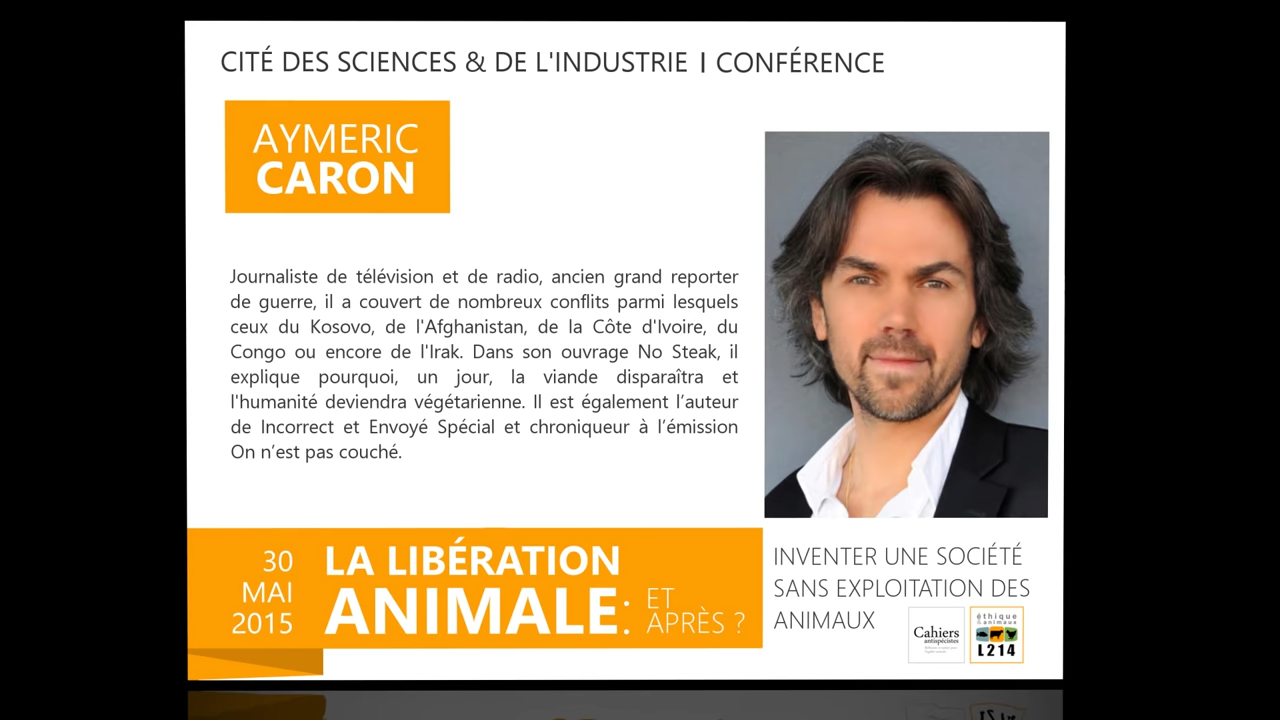 CITÉ DES SCIENCES & DE L'INDUSTRIE I CONFÉRENCE
AYMERIC
CARON
Journaliste de télévision et de radio, ancien grand reporter
de guerre, il a couvert de nombreux conflits parmi lesquels
ceux du Kosovo, de l'Afghanistan, de la Côte d'Ivoire, du
Congo ou encore de l'Irak. Dans son ouvrage No Steak, il
explique pourquoi, un jour, la viande disparaîtra et
l'humanité deviendra végétarienne. Il est également l’auteur
de Incorrect et Envoyé Spécial et chroniqueur à l’émission
On n’est pas couché.
30
MAI
2015
LA LIBÉRATION
ANIMALE:
ET
APRÈS ?
INVENTER UNE SOCIÉTÉ
SANS EXPLOITATION DES
ANIMAUX
Cahiers
antispécistes
éthique
& animaux
L214